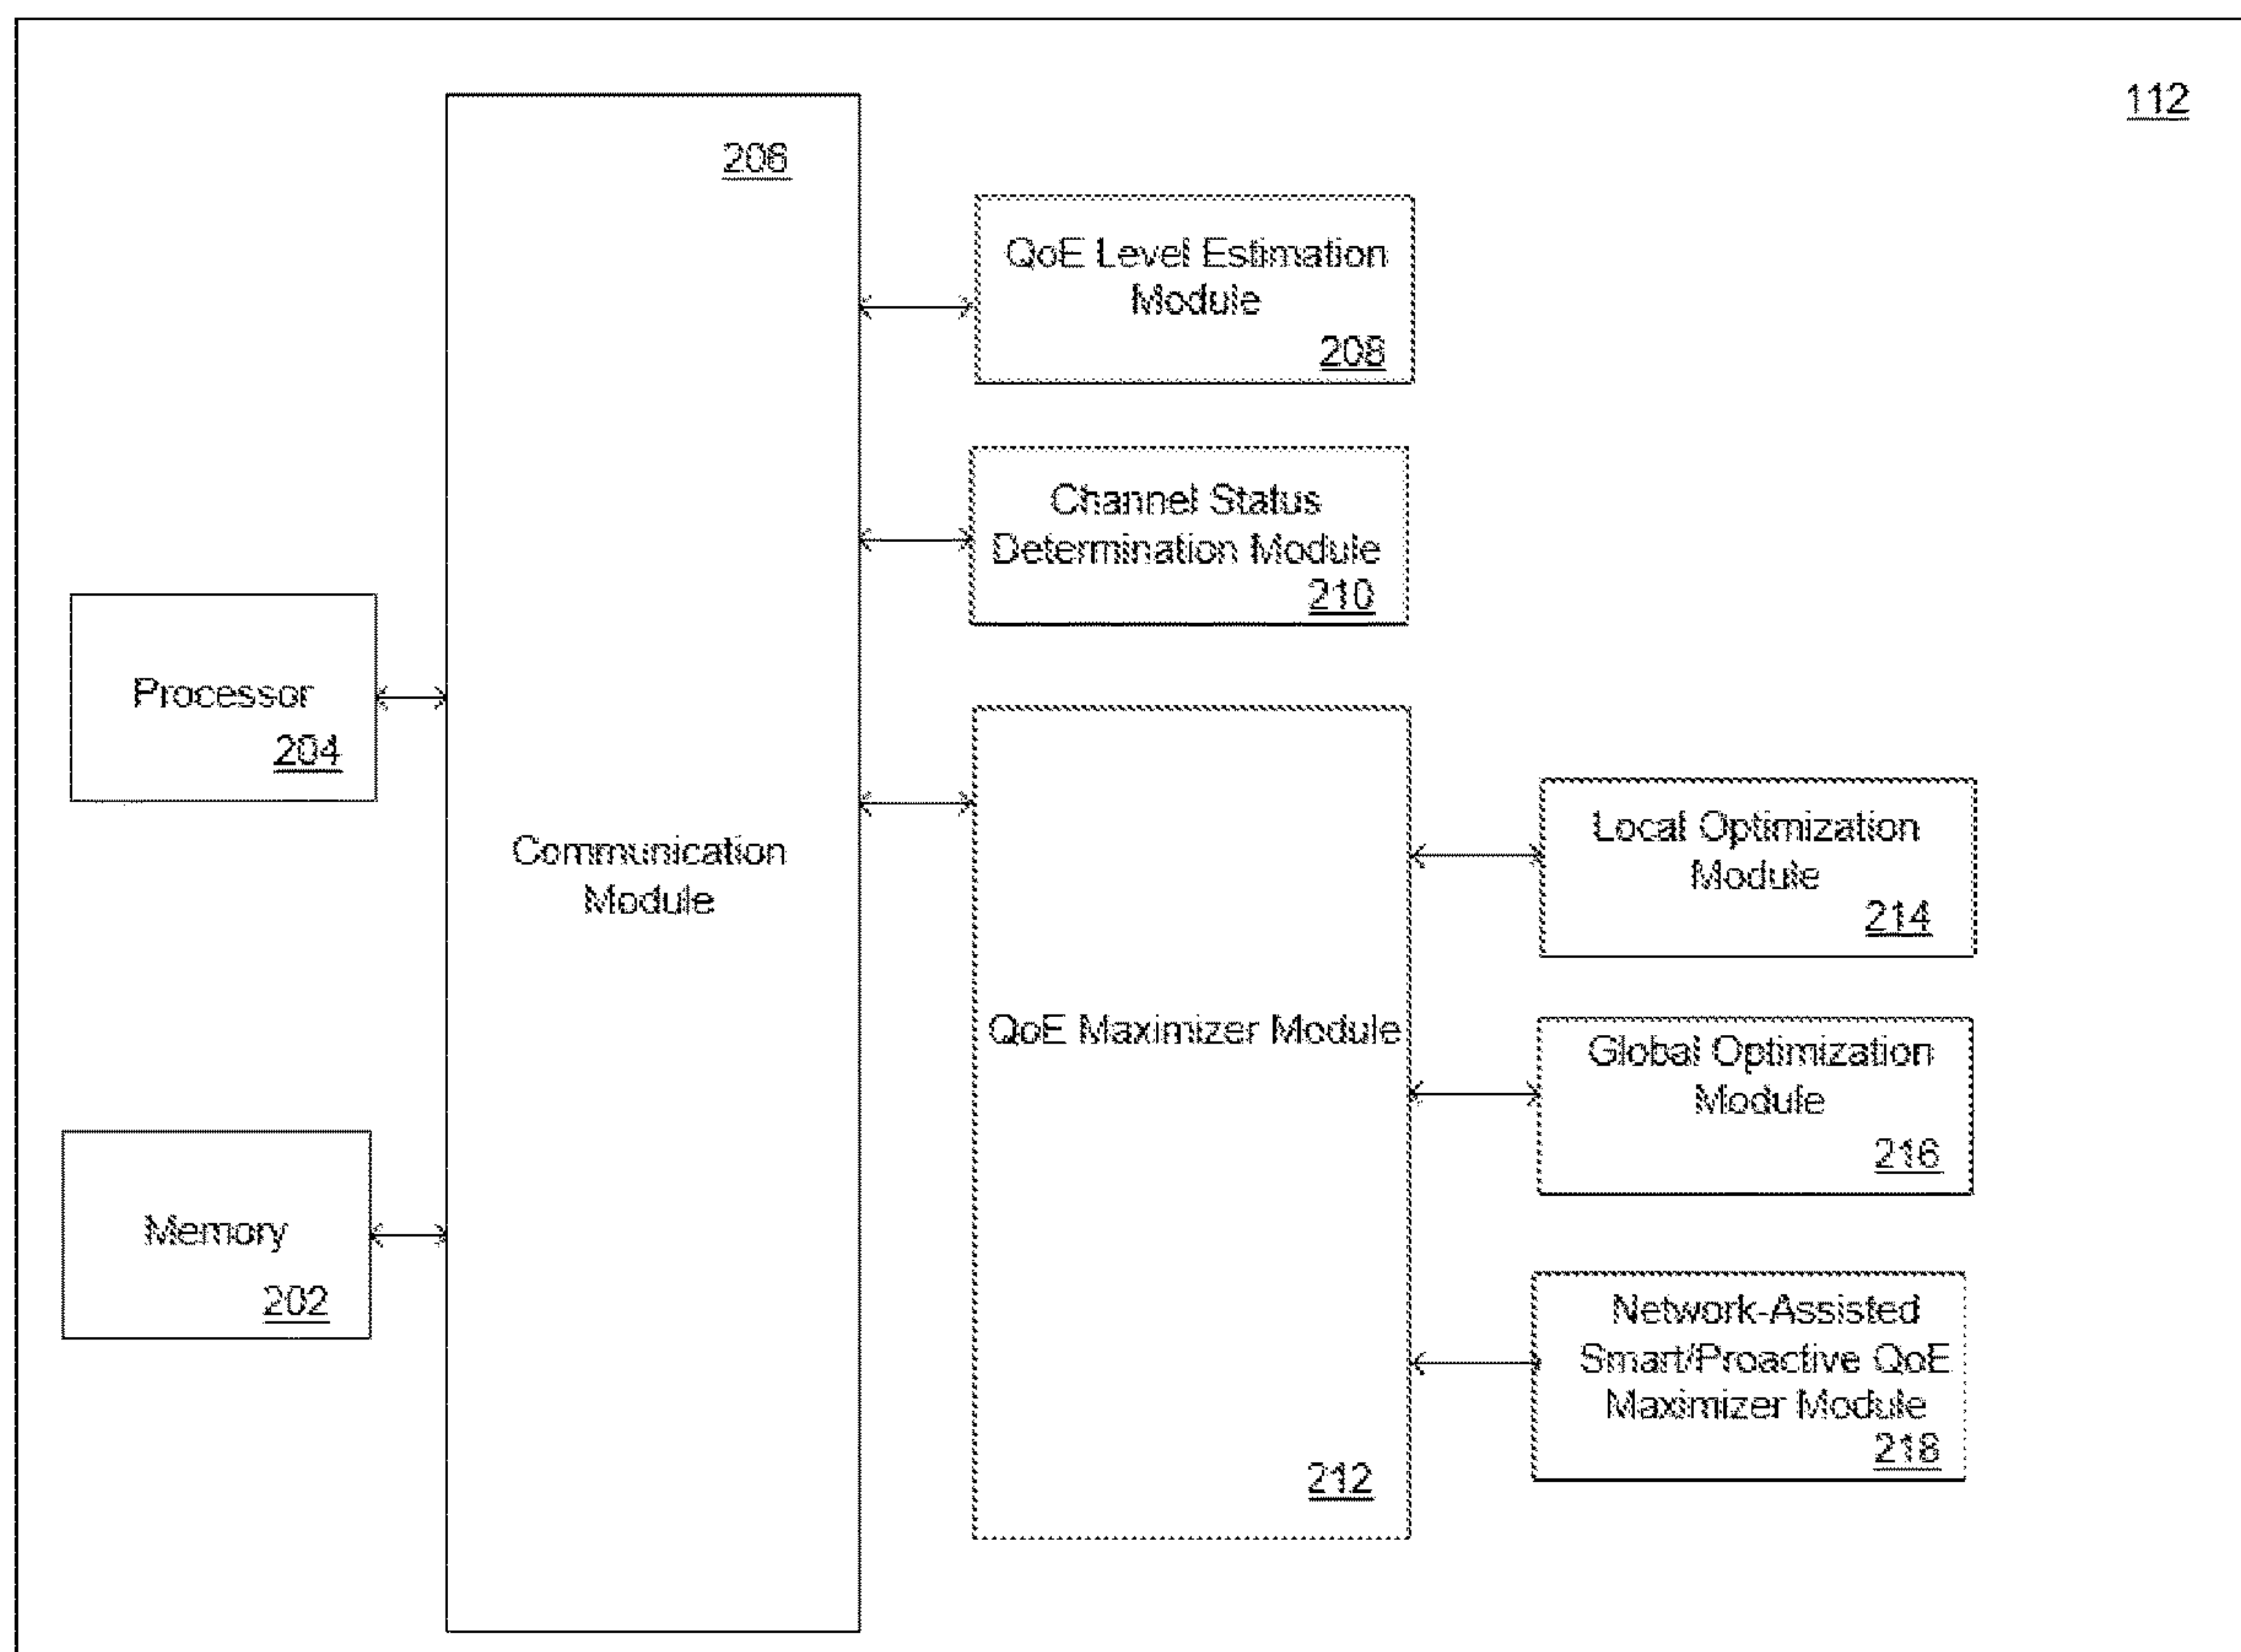 112
206
QoE Level Estimation
Module
208
Channel Status
Determination Module
210
Processor
204
Communication
Module
QoE Maximizer Module
212
Local Optimization
Module
214
Global Optimization
Module
216
Memory
202
Network-Assisted
Smart/Proactive QoE
Maximizer Module
218